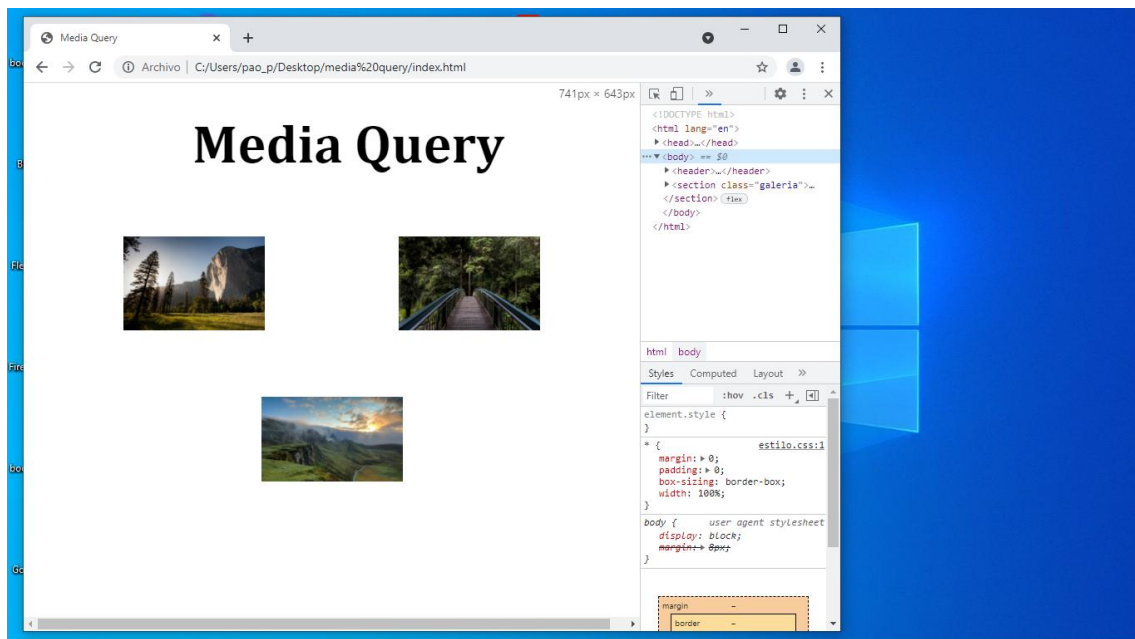 Media Query
Archivo
C:/Users/pao_p/Desktop/media%20query/index.html
741px × 643px
Media Query
<!DOCTYPE html>
<html lang="en">
<head>…</head>
<body> == $0
<header>…</header>
<section class="galeria">…
</section> flex
</body>
</html>
html body
Styles Computed Layout »
Filter :hov .cls +
element.style {
}
* { estilo.css:1
margin: 0;
padding: 0;
box-sizing: border-box;
width: 100%;
}
body { user agent stylesheet
display: block;
margin: 8px;
}
margin –
border –